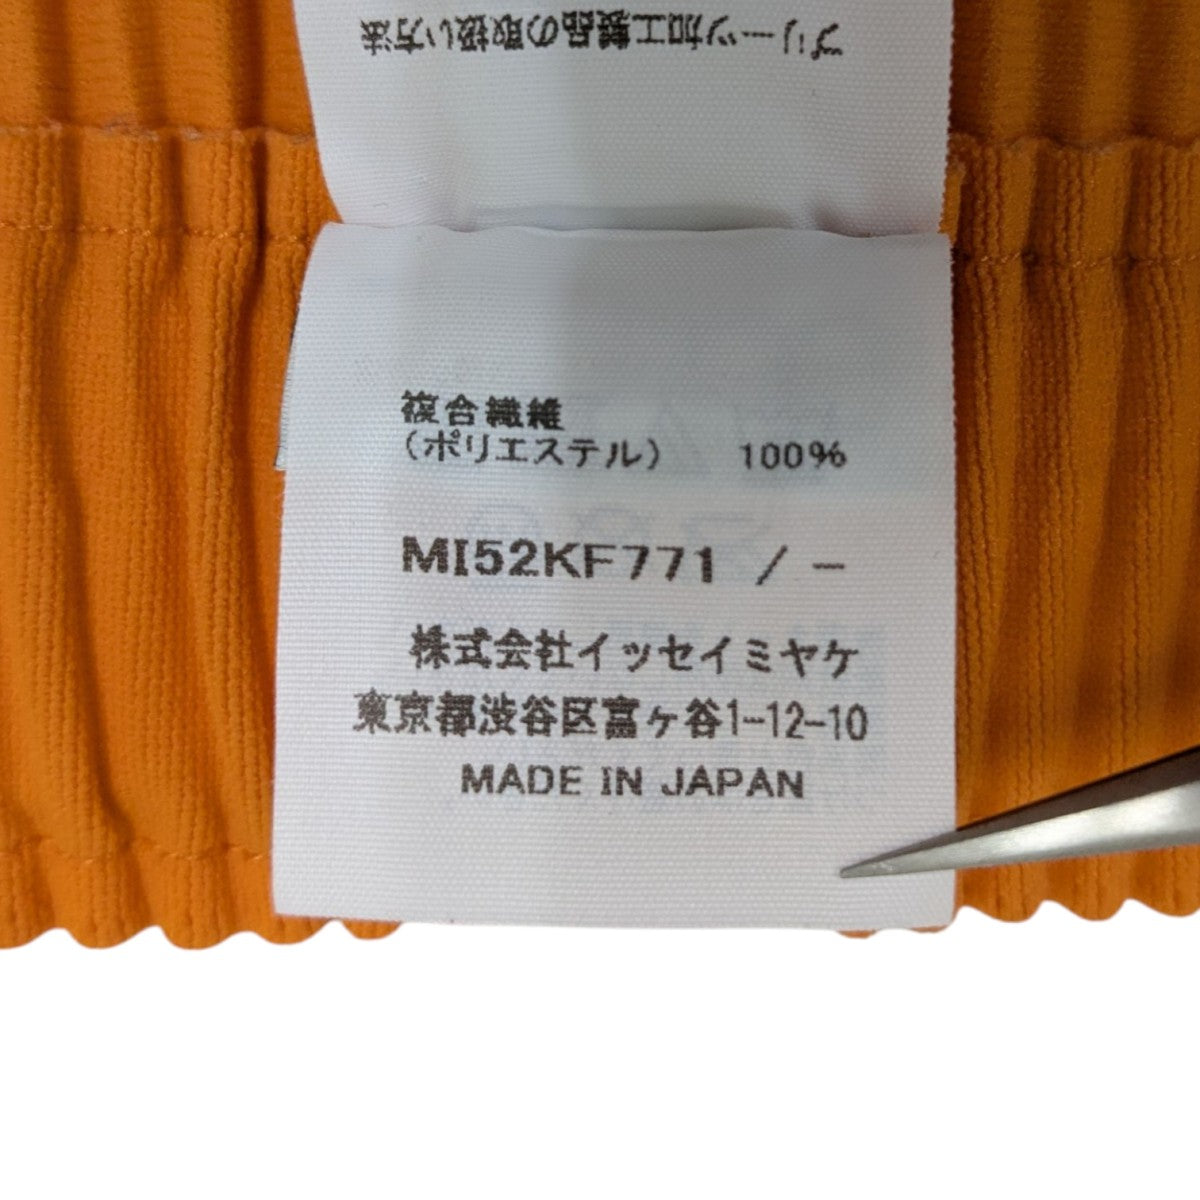 プリーツ加工製品の取扱い方法
複合繊維
(ポリエステル) 100%
MI52KF771 / -
株式会社イッセイミヤケ
東京都渋谷区富ヶ谷1-12-10
MADE IN JAPAN